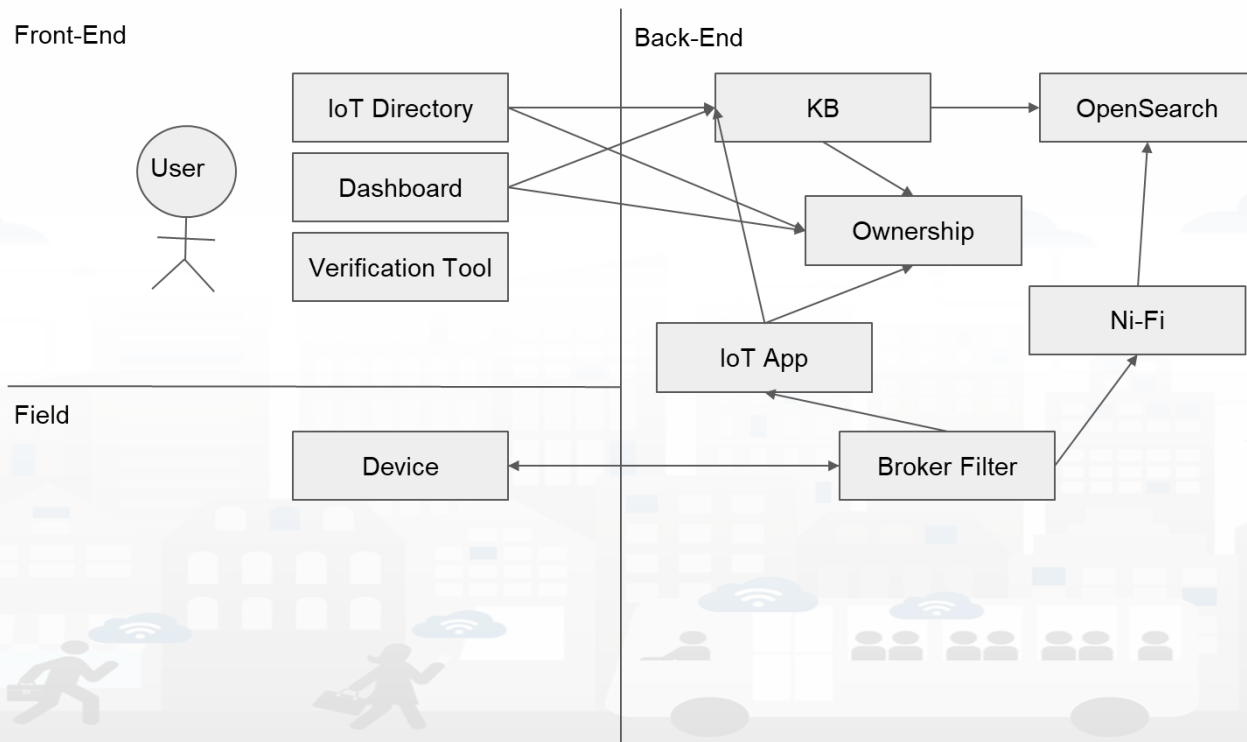 Front-End
Back-End
IoT Directory
KB
OpenSearch
User
Dashboard
Ownership
Verification Tool
Ni-Fi
IoT App
Field
Device
Broker Filter